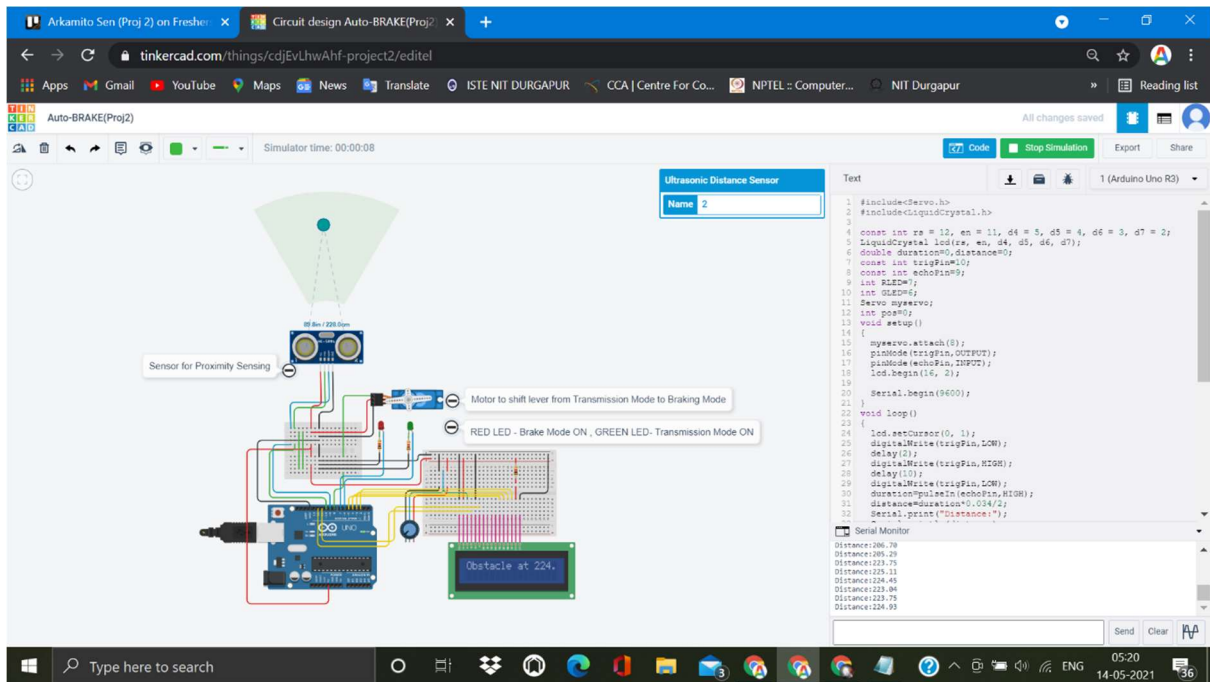 Arkamito Sen (Proj 2) on Freshers
Circuit design Auto-BRAKE(Proj2)
tinkercad.com/things/cdjEvLhwAhf-project2/editel
Apps Gmail YouTube Maps News Translate ISTE NIT DURGAPUR CCA | Centre For Co... NPTEL :: Computer... NIT Durgapur » Reading list
TINKERCAD
Auto-BRAKE(Proj2)
All changes saved
Simulator time: 00:00:08
Code
Stop Simulation
Export
Share
Ultrasonic Distance Sensor
Name 2
Sensor for Proximity Sensing
Motor to shift lever from Transmission Mode to Braking Mode
RED LED - Brake Mode ON , GREEN LED- Transmission Mode ON
UNO
Obstacle at 224.
Text
1 (Arduino Uno R3)
1 #include<Servo.h>
2 #include<LiquidCrystal.h>
3
4 const int rs = 12, en = 11, d4 = 5, d5 = 4, d6 = 3, d7 = 2;
5 LiquidCrystal lcd(rs, en, d4, d5, d6, d7);
6 double duration=0,distance=0;
7 const int trigPin=10;
8 const int echoPin=9;
9 int RLED=7;
10 int GLED=6;
11 Servo myservo;
12 int pos=0;
13 void setup()
14 {
15 myservo.attach(8);
16 pinMode(trigPin,OUTPUT);
17 pinMode(echoPin,INPUT);
18 lcd.begin(16, 2);
19
20 Serial.begin(9600);
21 }
22 void loop()
23 {
24 lcd.setCursor(0, 1);
25 digitalWrite(trigPin,LOW);
26 delay(2);
27 digitalWrite(trigPin,HIGH);
28 delay(10);
29 digitalWrite(trigPin,LOW);
30 duration=pulseIn(echoPin,HIGH);
31 distance=duration*0.034/2;
32 Serial.print("Distance:");
Serial Monitor
Distance:206.70
Distance:205.29
Distance:223.75
Distance:225.11
Distance:224.45
Distance:223.04
Distance:223.75
Distance:224.93
Send
Clear
Type here to search
3
ENG
05:20
14-05-2021
36